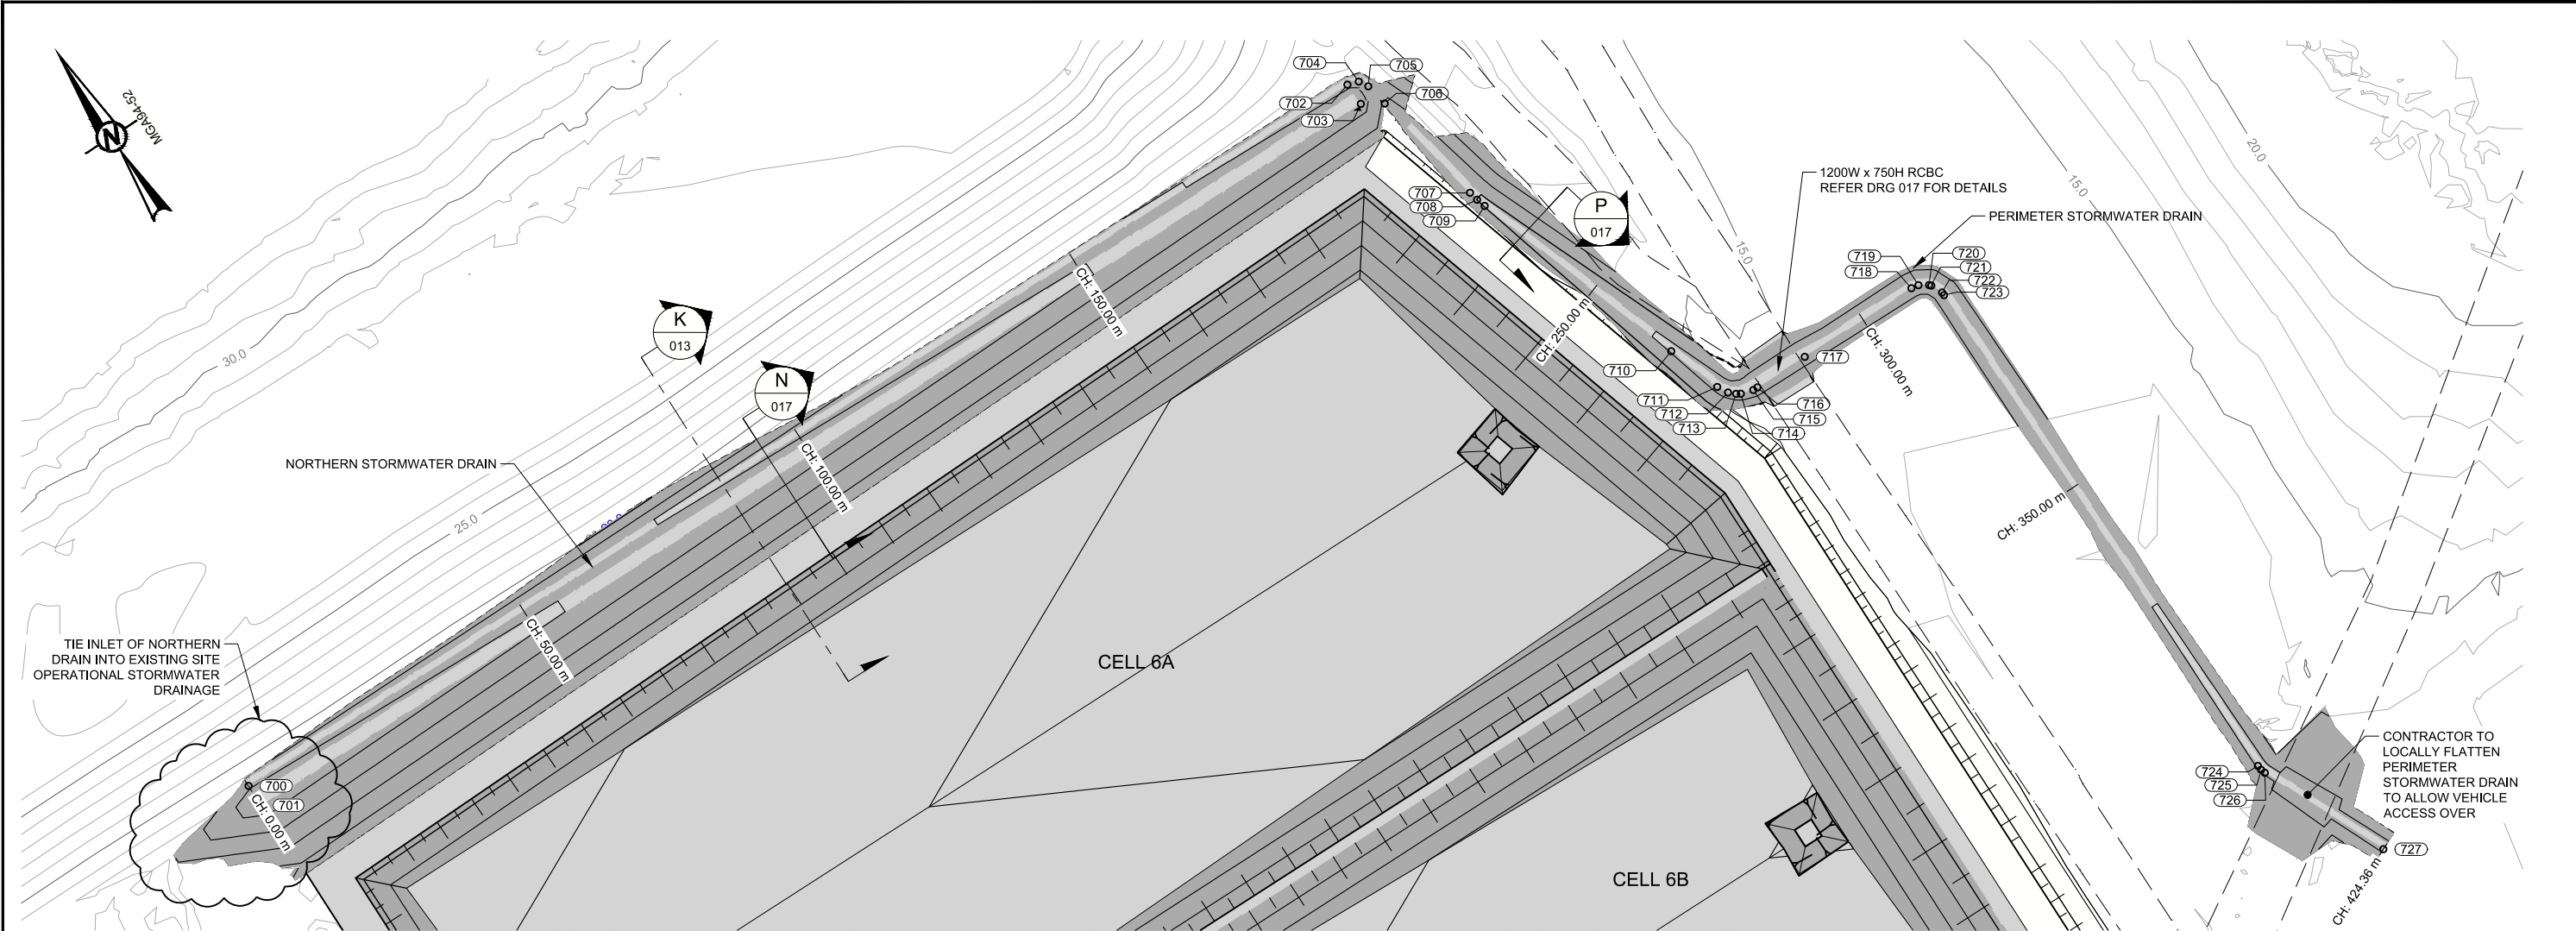 MGA94-52
N
704
705
702
706
703
1200W x 750H RCBC
REFER DRG 017 FOR DETAILS
20.0
15.0
707
708
709
P
017
PERIMETER STORMWATER DRAIN
15.0
719
720
718
721
722
723
CH: 150.00 m
K
013
30.0
CH: 250.00 m
CH: 300.00 m
717
710
N
017
711
716
712
715
713
714
NORTHERN STORMWATER DRAIN
CH: 100.00 m
25.0
CH: 350.00 m
TIE INLET OF NORTHERN
DRAIN INTO EXISTING SITE
OPERATIONAL STORMWATER
DRAINAGE
CH: 50.00 m
CELL 6A
CONTRACTOR TO
LOCALLY FLATTEN
PERIMETER
STORMWATER DRAIN
TO ALLOW VEHICLE
ACCESS OVER
700
701
CH: 0.00 m
724
725
726
727
CELL 6B
CH: 424.36 m